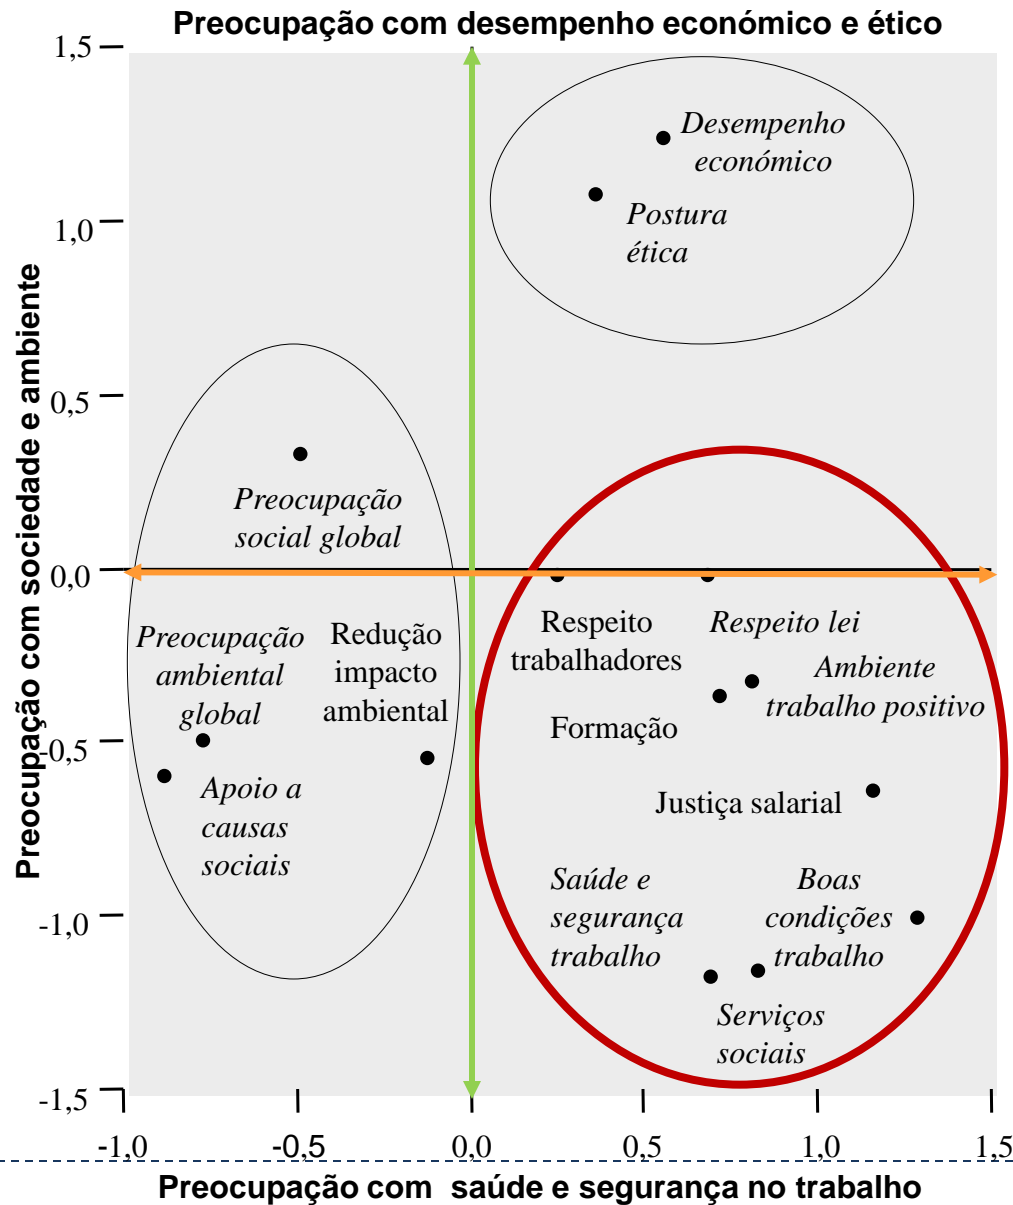 Preocupação com desempenho económico e ético
1,5
Desempenho
económico
Postura
ética
1,0
Preocupação com sociedade e ambiente
0,5
Preocupação
social global
0,0
Respeito
trabalhadores
Respeito lei
Preocupação
ambiental
global
Redução
impacto
ambiental
Ambiente
trabalho positivo
Formação
-0,5
Apoio a
causas
sociais
Justiça salarial
Saúde e
segurança
trabalho
Boas
condições
trabalho
-1,0
Serviços
sociais
-1,5
-1,0 -0,5 0,0 0,5 1,0 1,5
Preocupação com  saúde e segurança no trabalho